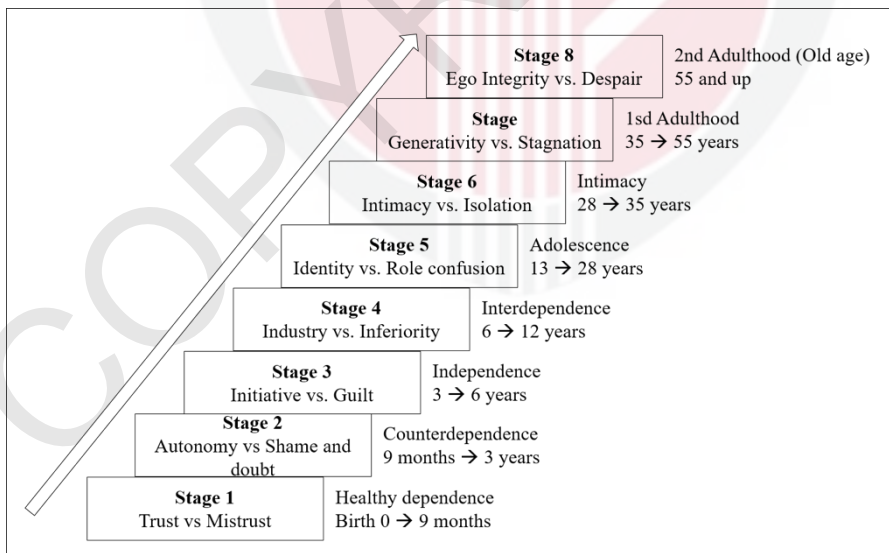 Stage 8
Ego Integrity vs. Despair
2nd Adulthood (Old age)
55 and up
Stage
Generativity vs. Stagnation
1sd Adulthood
35 → 55 years
Stage 6
Intimacy vs. Isolation
Intimacy
28 → 35 years
Stage 5
Identity vs. Role confusion
Adolescence
13 → 28 years
Stage 4
Industry vs. Inferiority
Interdependence
6 → 12 years
Stage 3
Initiative vs. Guilt
Independence
3 → 6 years
Stage 2
Autonomy vs Shame and
doubt
Counterdependence
9 months → 3 years
Stage 1
Trust vs Mistrust
Healthy dependence
Birth 0 → 9 months